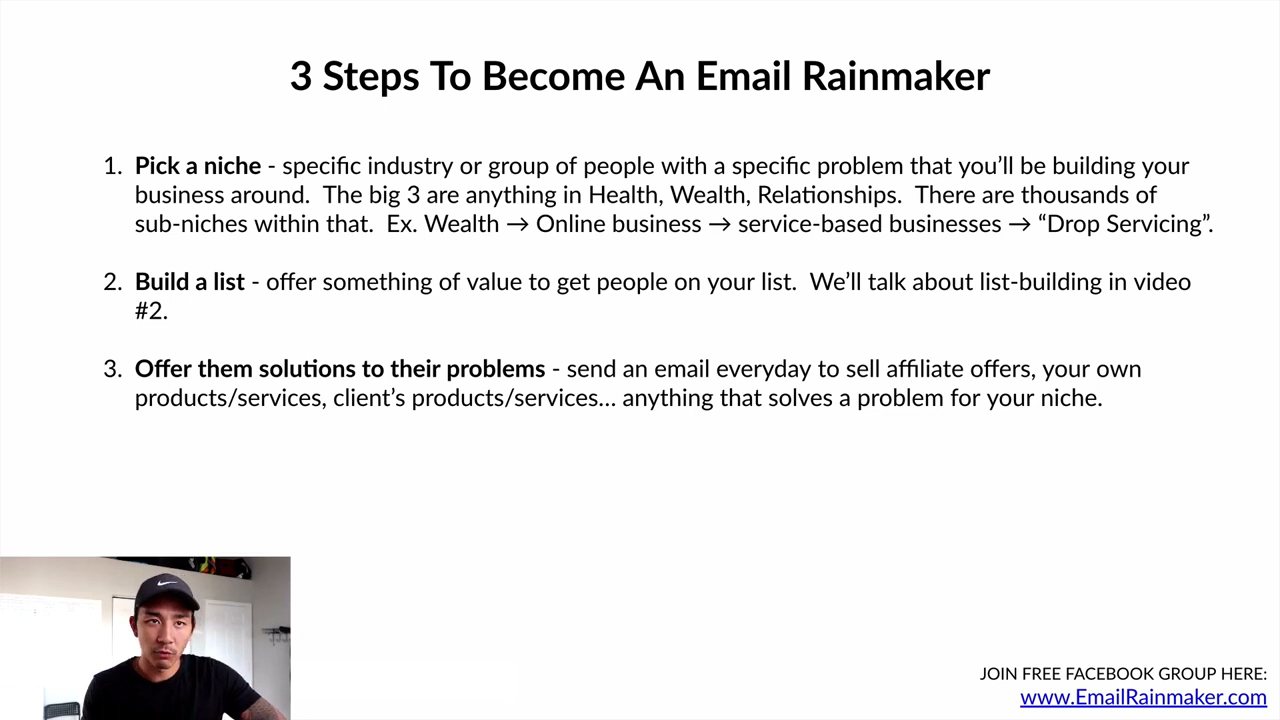 3 Steps To Become An Email Rainmaker
1. Pick a niche - specific industry or group of people with a specific problem that you’ll be building your
business around.  The big 3 are anything in Health, Wealth, Relationships.  There are thousands of
sub-niches within that.  Ex. Wealth → Online business → service-based businesses → “Drop Servicing”.
2. Build a list - offer something of value to get people on your list.  We’ll talk about list-building in video
#2.
3. Offer them solutions to their problems - send an email everyday to sell affiliate offers, your own
products/services, client’s products/services... anything that solves a problem for your niche.
JOIN FREE FACEBOOK GROUP HERE:
www.EmailRainmaker.com